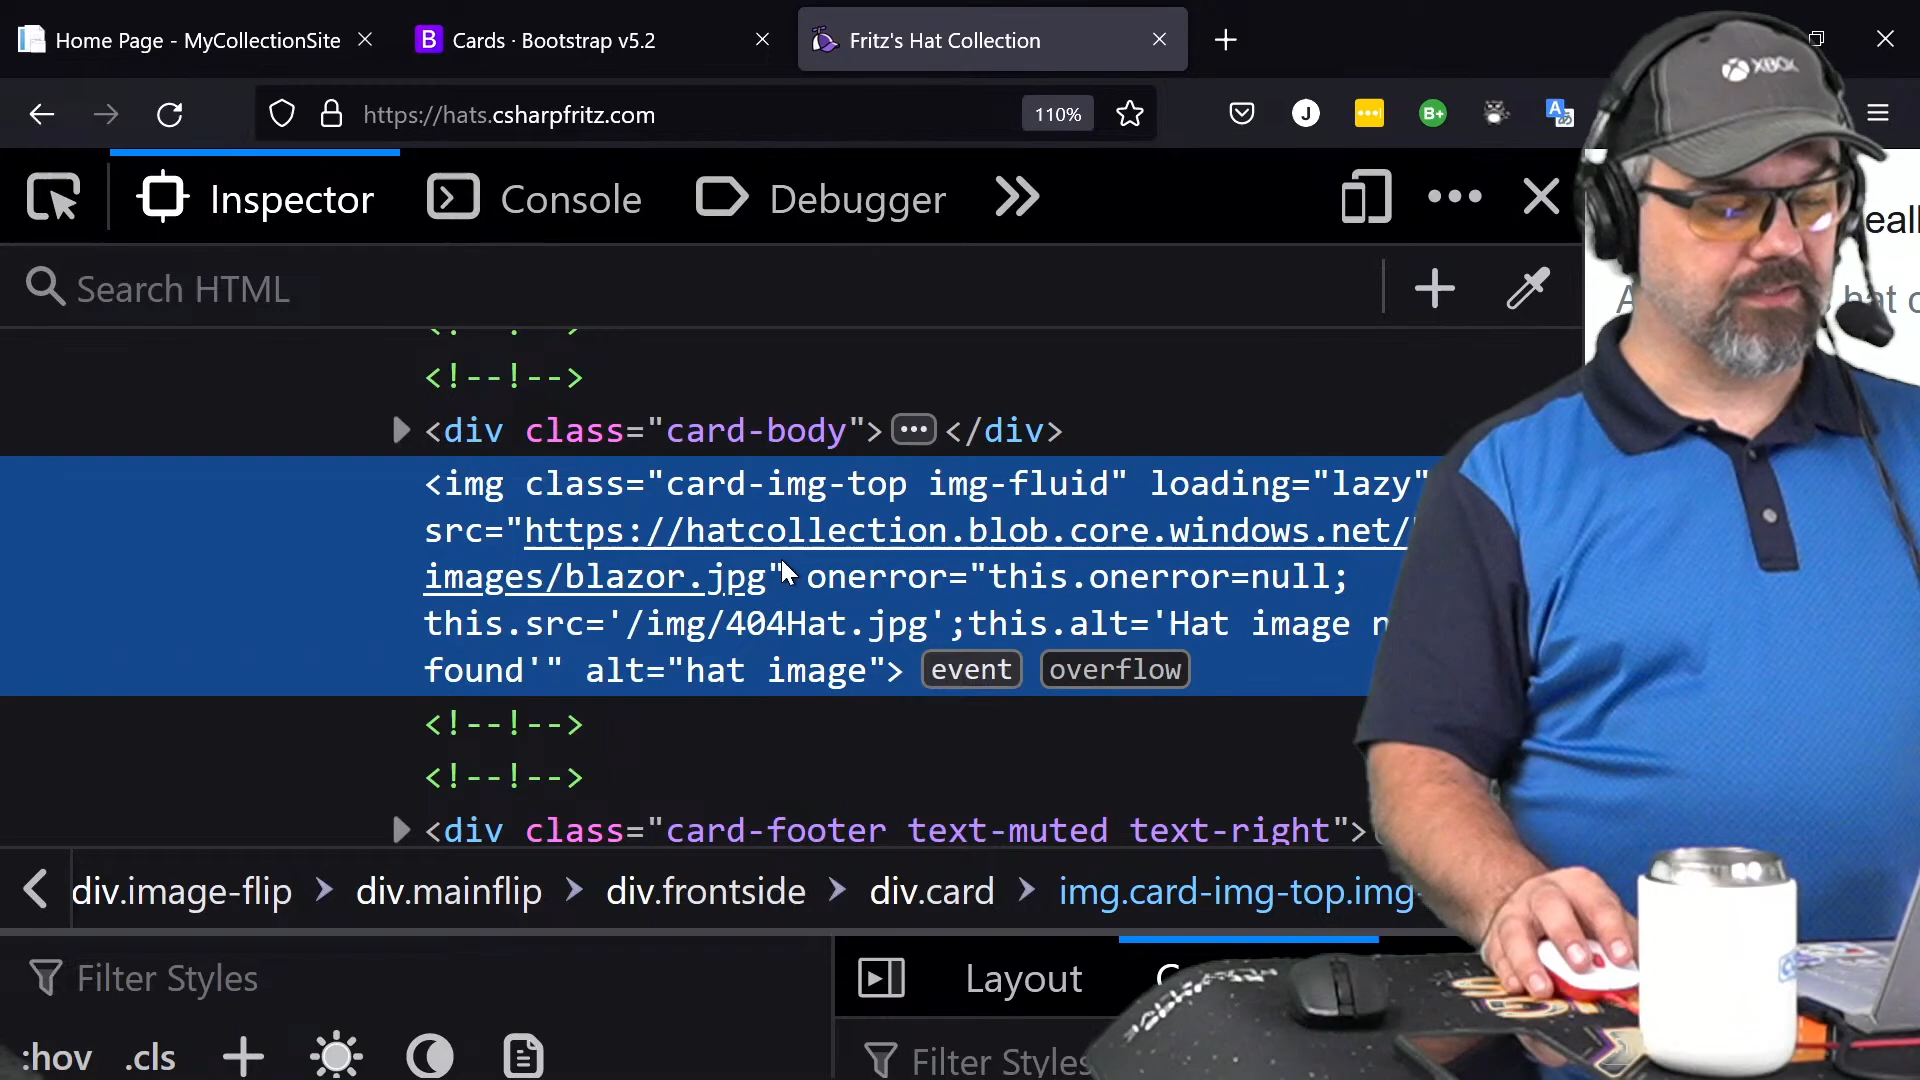 Home Page - MyCollectionSite
B Cards · Bootstrap v5.2
Fritz's Hat Collection
https://hats.csharpfritz.com
110%
J
B+
XBOX
Inspector
Console
Debugger
Search HTML
hat
<!--!-->
<div class="card-body"> ••• </div>
<img class="card-img-top img-fluid" loading="lazy"
src="https://hatcollection.blob.core.windows.net/
images/blazor.jpg" onerror="this.onerror=null;
this.src='/img/404Hat.jpg';this.alt='Hat image
found'" alt="hat image"> event overflow
<!--!-->
<!--!-->
<div class="card-footer text-muted text-right">
div.image-flip
div.mainflip
div.frontside
div.card
img.card-img-top.img-
Filter Styles
Layout
:hov .cls
Filter Styles